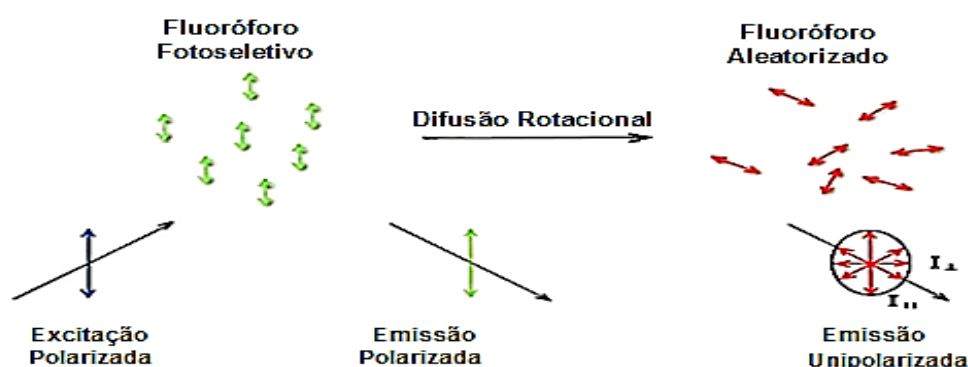 Fluoróforo
Fotoseletivo
Fluoróforo
Aleatorizado
Difusão Rotacional
I⊥
I׀׀
Excitação
Polarizada
Emissão
Polarizada
Emissão
Unipolarizada